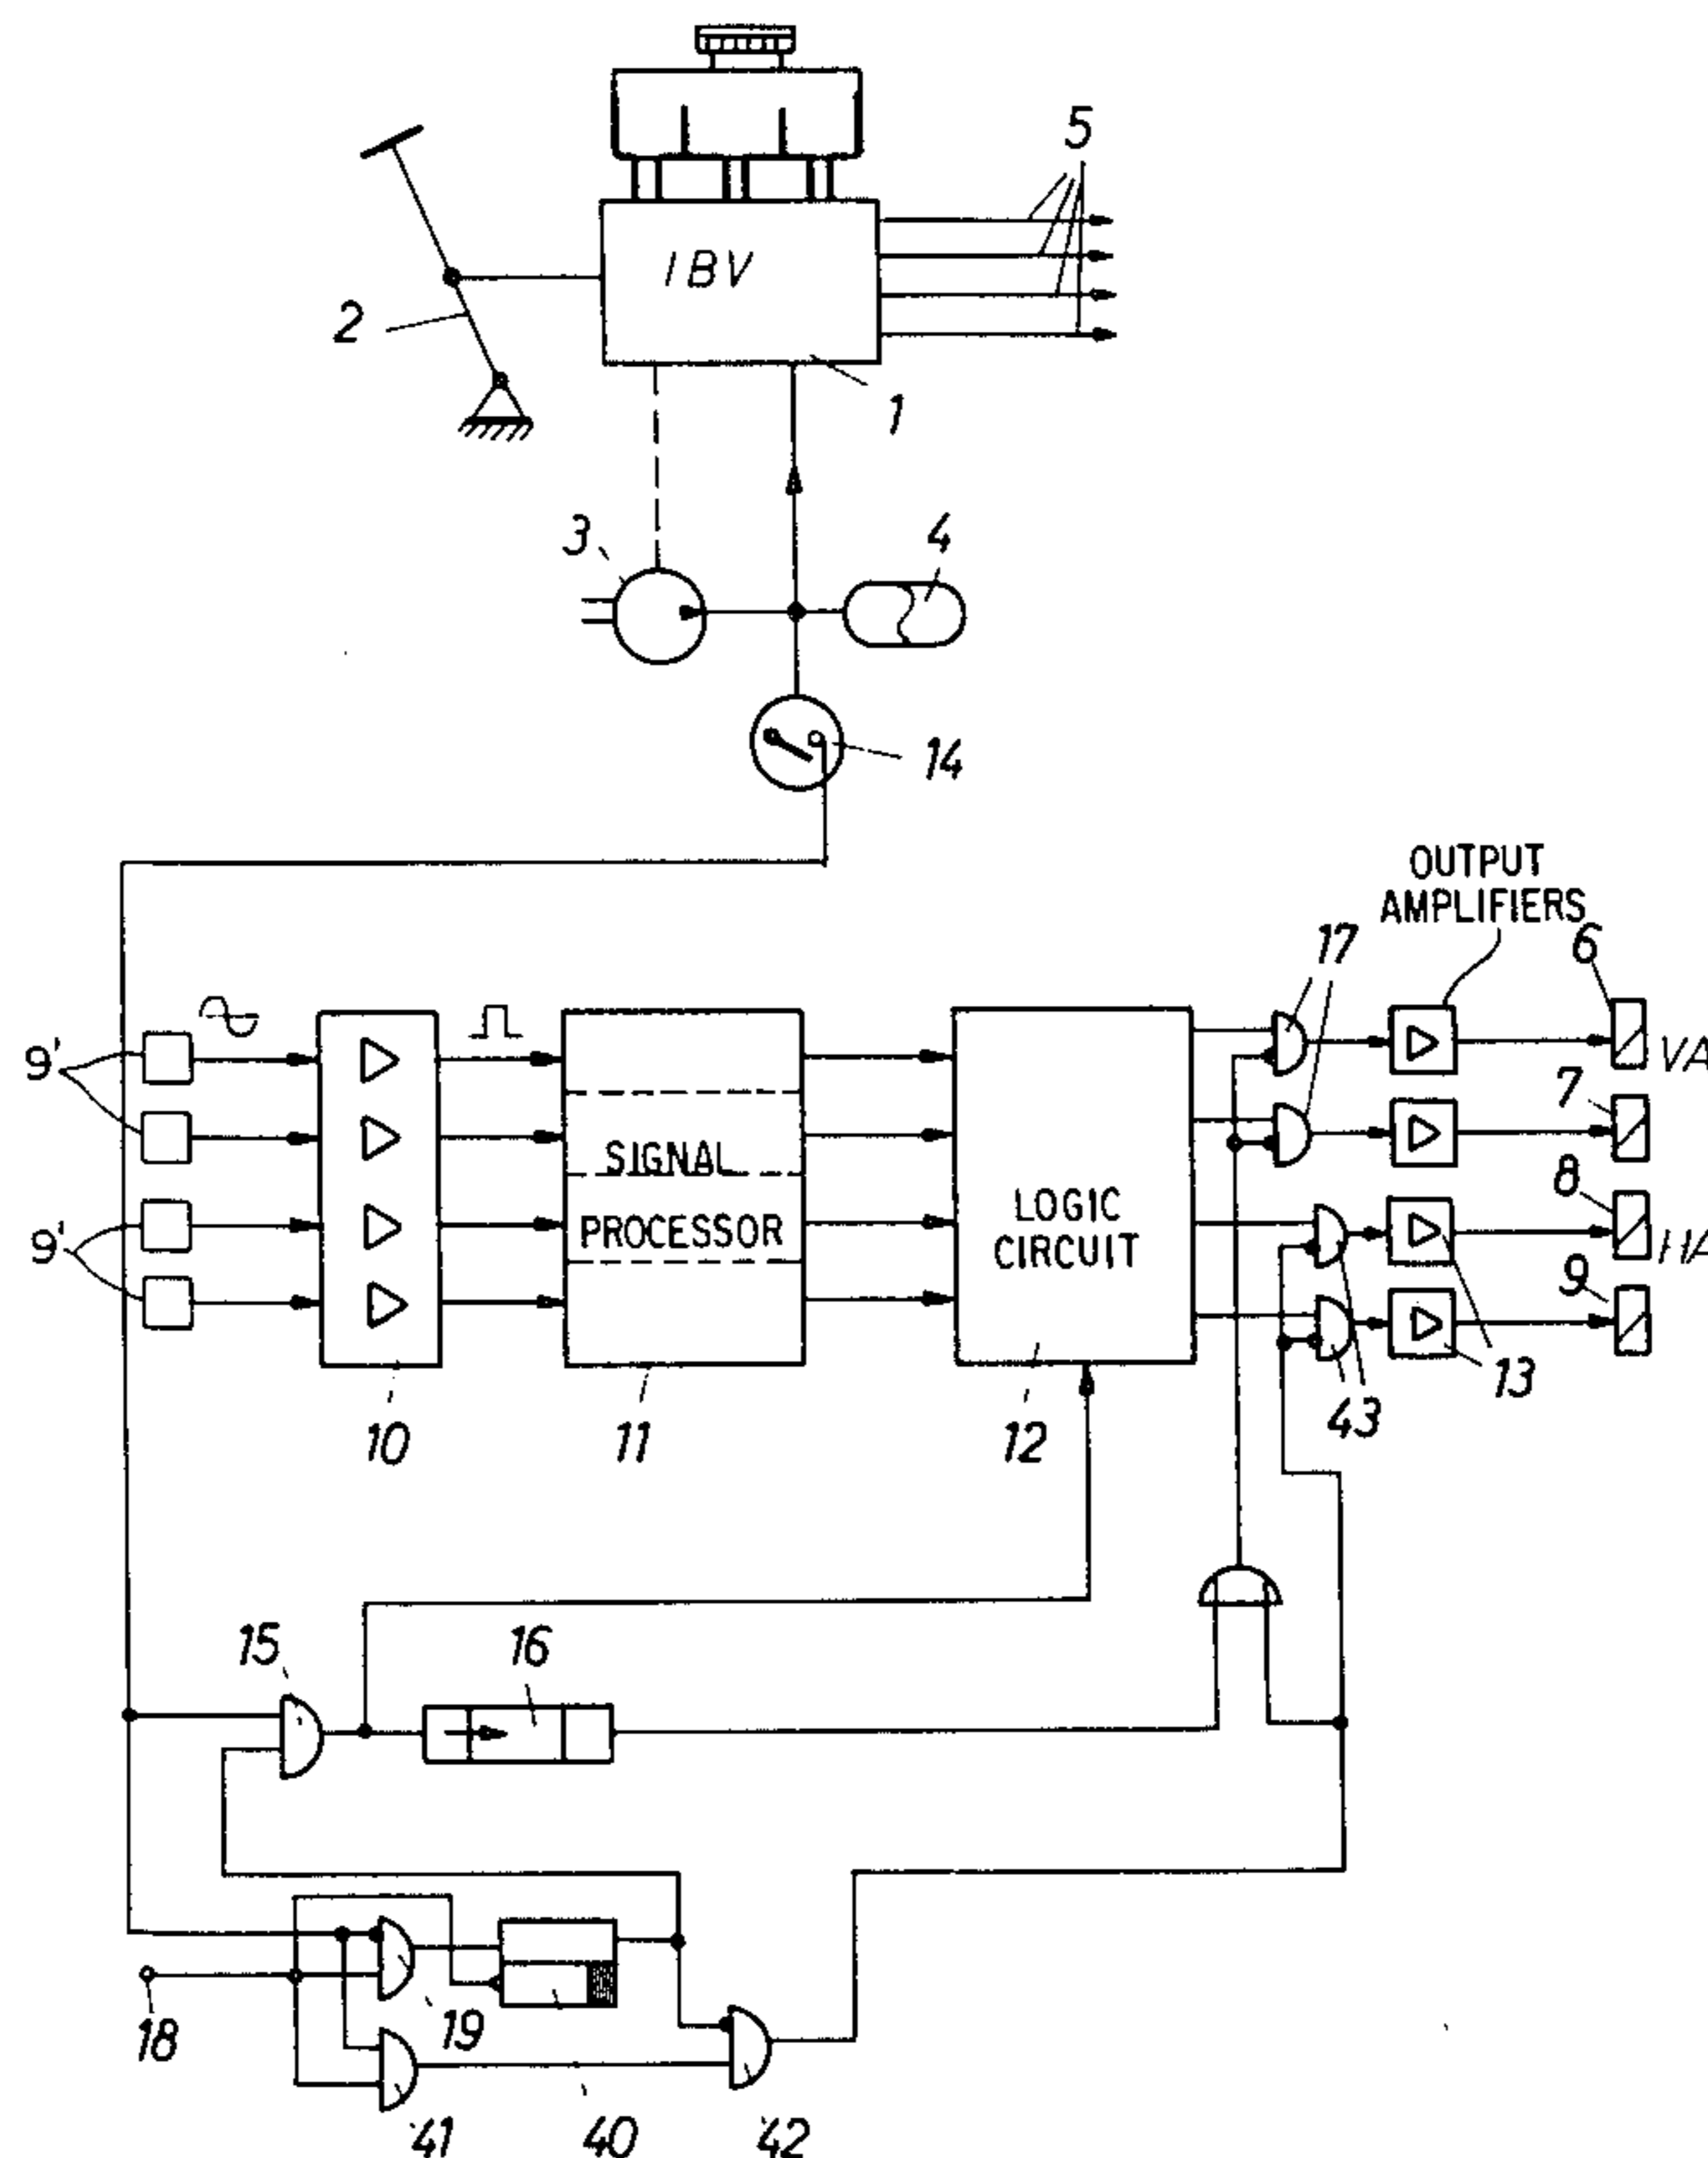 5
IBV
2
1
3
4
14
OUTPUT
AMPLIFIERS
17
6
9'
VA
7
SIGNAL
8
PROCESSOR
LOGIC
CIRCUIT
9'
HA
9
13
10
11
12
43
15
16
18
19
41
40
42